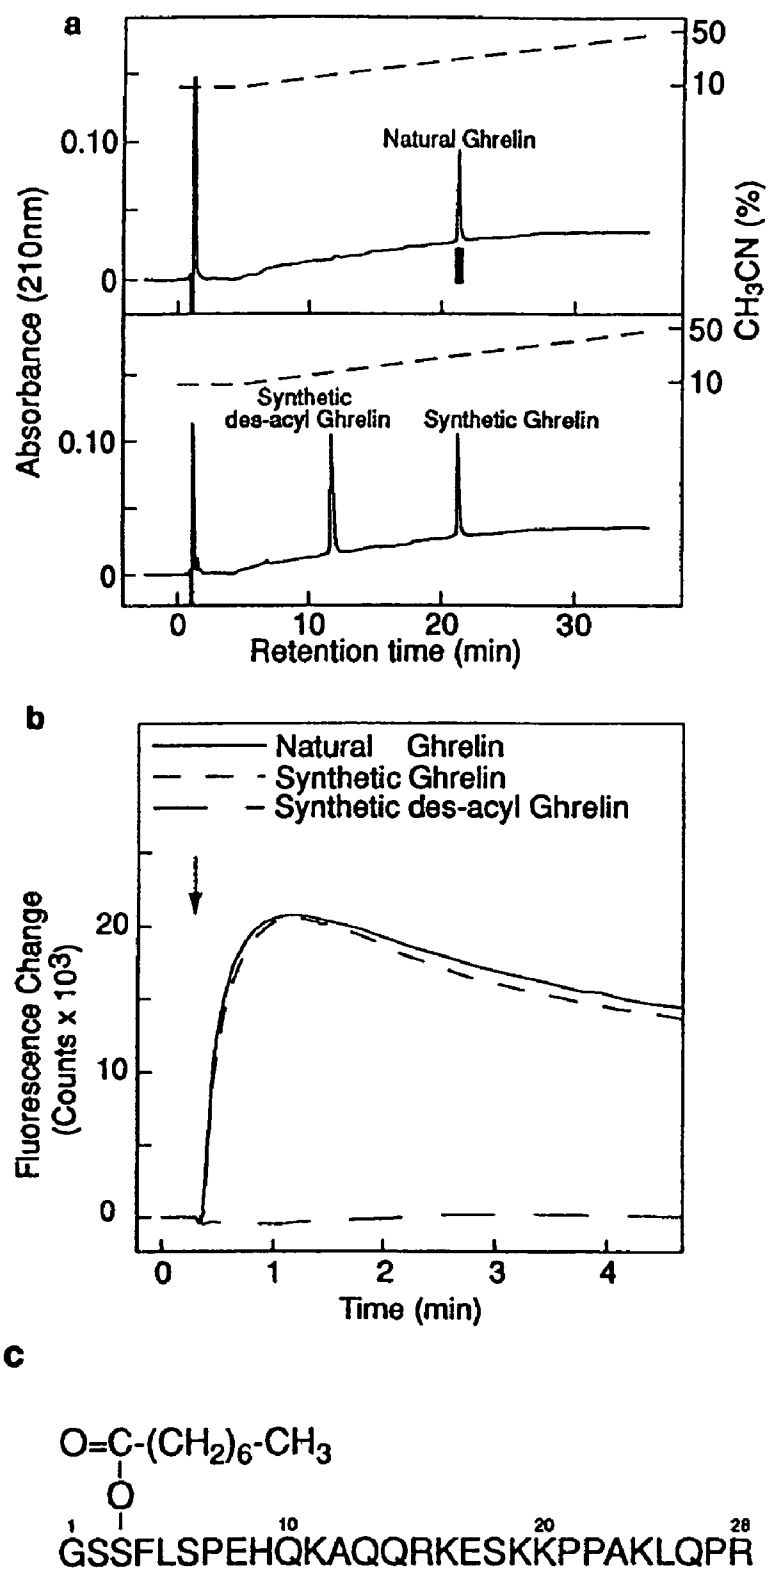 a
50
10
0.10
Natural Ghrelin
0
Absorbance (210nm)
CH₃CN (%)
50
10
Synthetic
des-acyl Ghrelin
Synthetic Ghrelin
0.10
0
0 10 20 30
Retention time (min)
b
Natural Ghrelin
Synthetic Ghrelin
Synthetic des-acyl Ghrelin
Fluorescence Change
(Counts x 10³)
20
10
0
0 1 2 3 4
Time (min)
c
O=C-(CH₂)₆-CH₃
O
1 10 20 28
GSSFLSPEHQKAQQRKESKKPPAKLQPR